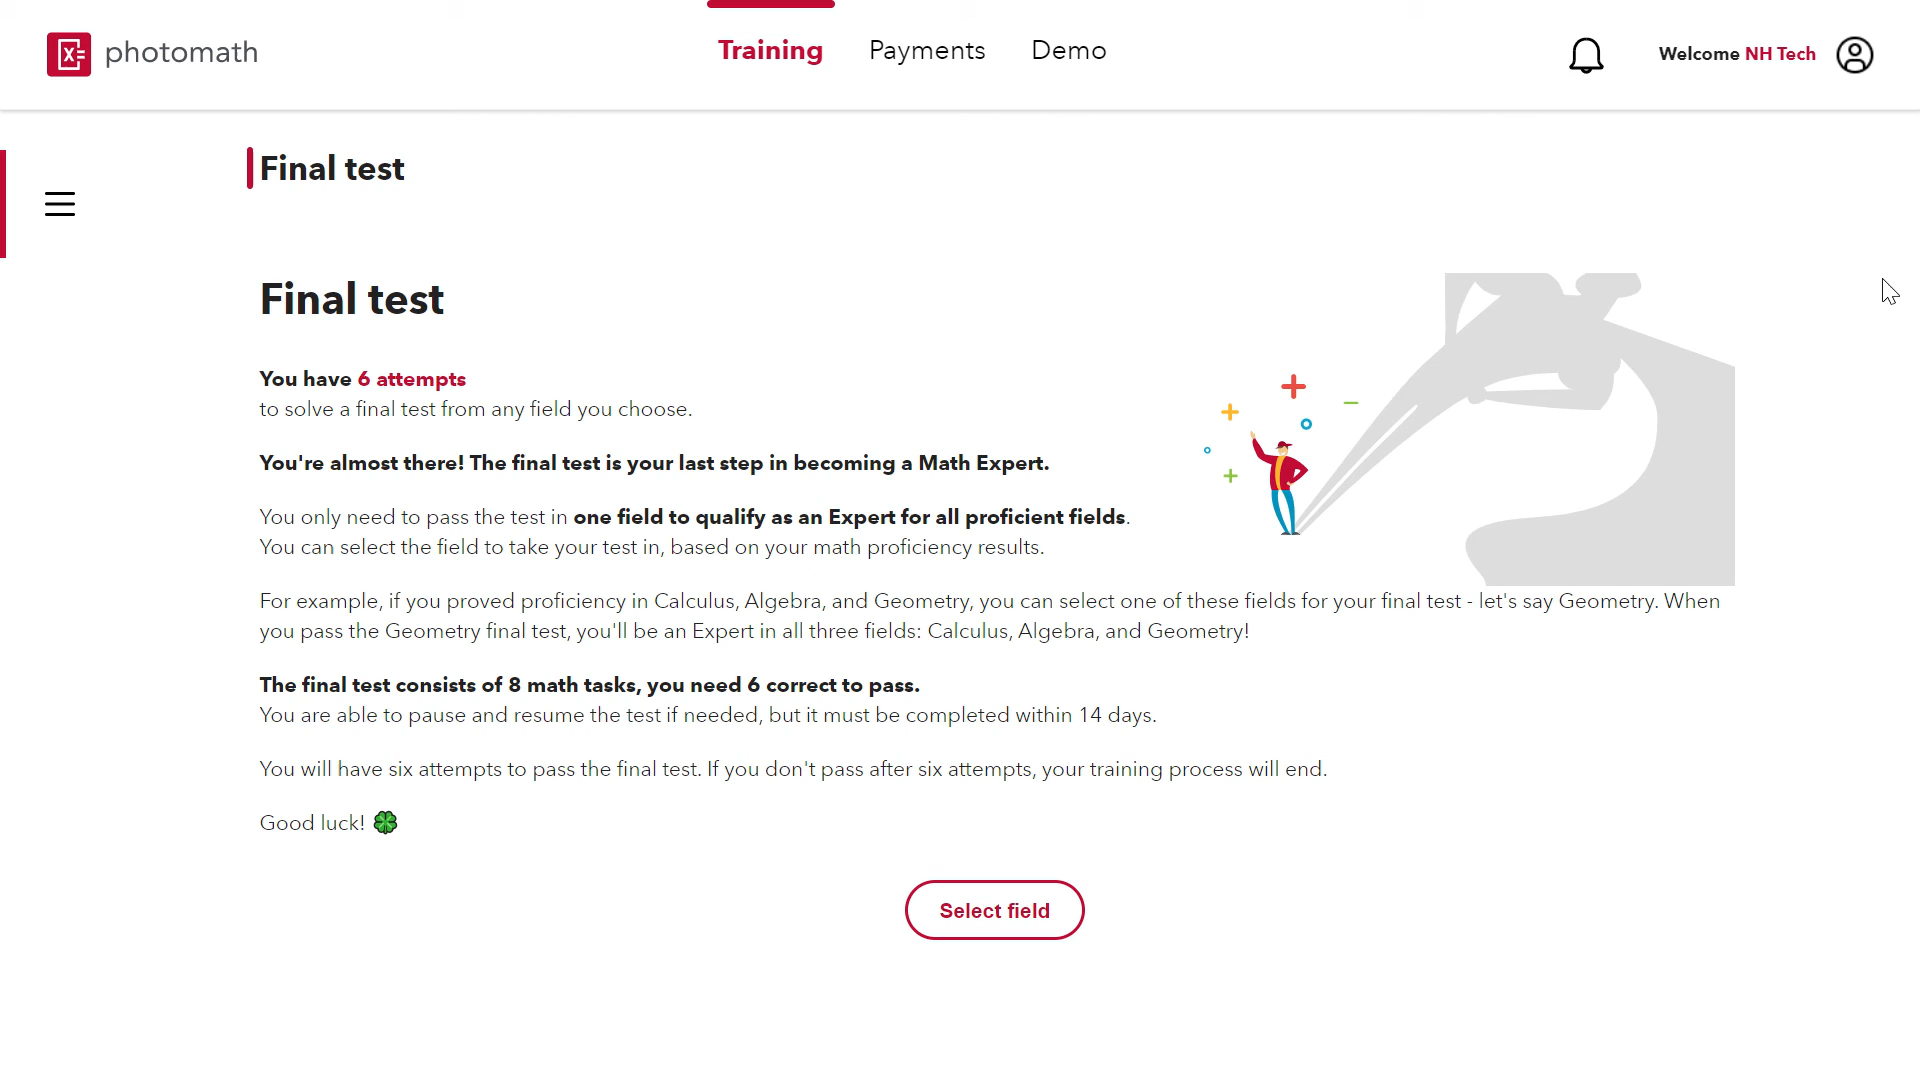 photomath
Training
Payments
Demo
Welcome NH Tech
Final test
Final test
You have 6 attempts
to solve a final test from any field you choose.
You're almost there! The final test is your last step in becoming a Math Expert.
You only need to pass the test in one field to qualify as an Expert for all proficient fields.
You can select the field to take your test in, based on your math proficiency results.
For example, if you proved proficiency in Calculus, Algebra, and Geometry, you can select one of these fields for your final test - let's say Geometry. When
you pass the Geometry final test, you'll be an Expert in all three fields: Calculus, Algebra, and Geometry!
The final test consists of 8 math tasks, you need 6 correct to pass.
You are able to pause and resume the test if needed, but it must be completed within 14 days.
You will have six attempts to pass the final test. If you don't pass after six attempts, your training process will end.
Good luck! 🍀
Select field